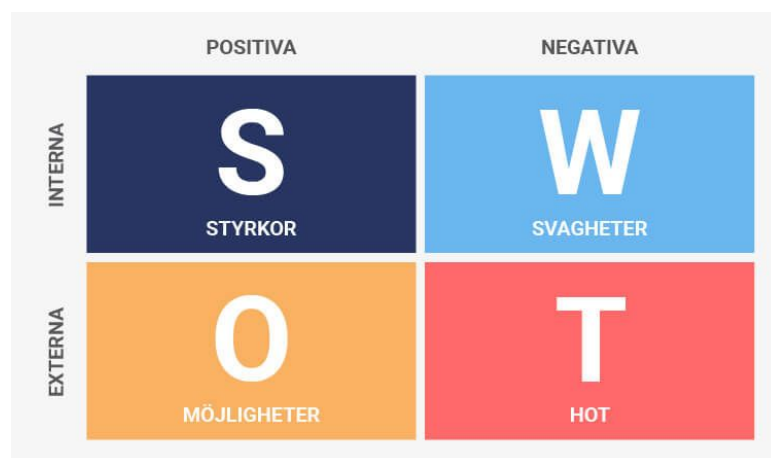 POSITIVA
NEGATIVA
INTERNA
S
STYRKOR
W
SVAGHETER
EXTERNA
O
MÖJLIGHETER
T
HOT